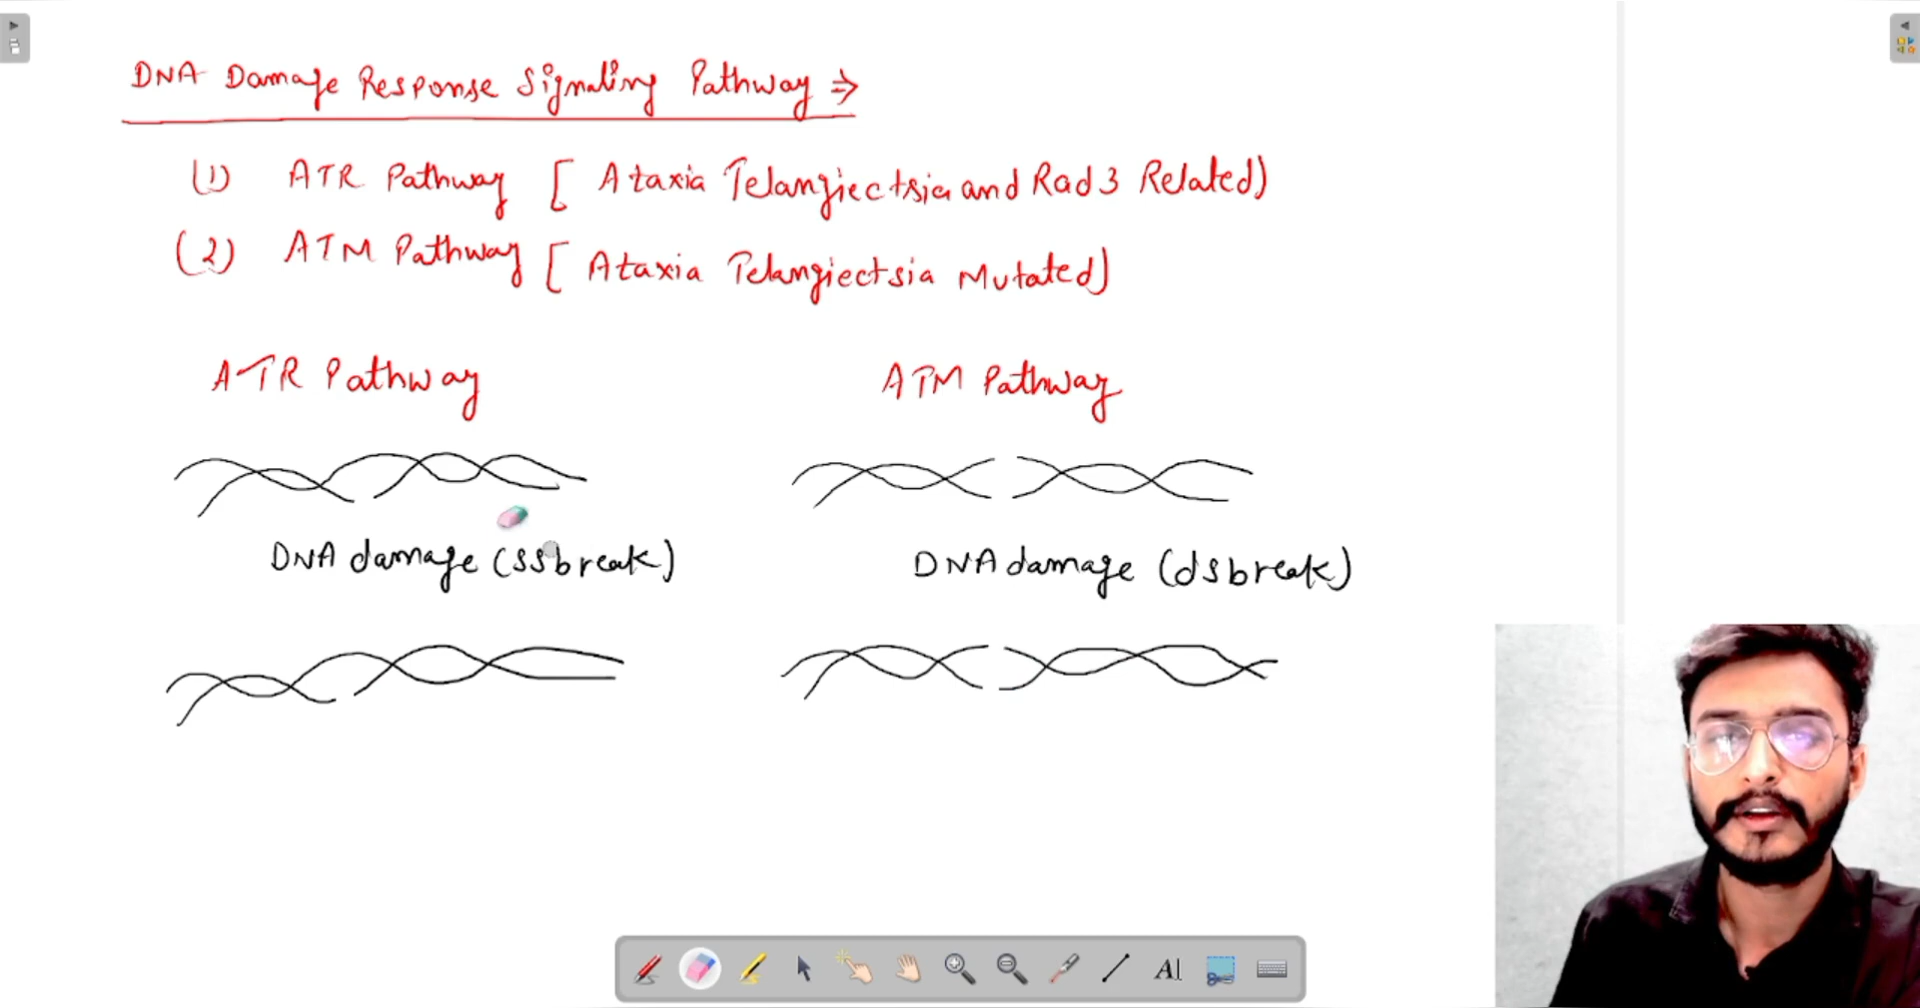 DNA Damage Response Signaling Pathway ⇒
(1) ATR Pathway [ Ataxia Telangiectsia and Rad3 Related)
(2) ATM Pathway [ Ataxia Telangiectsia Mutated)
ATR Pathway
ATM Pathway
DNA damage (ssbreak)
DNA damage (dsbreak)
AI